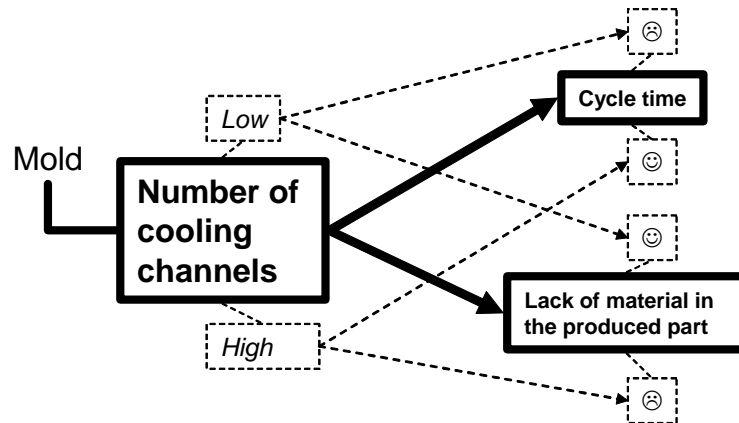 ☹
Cycle time
Low
Mold
☺
Number of
cooling
channels
☺
Lack of material in
the produced part
High
☹